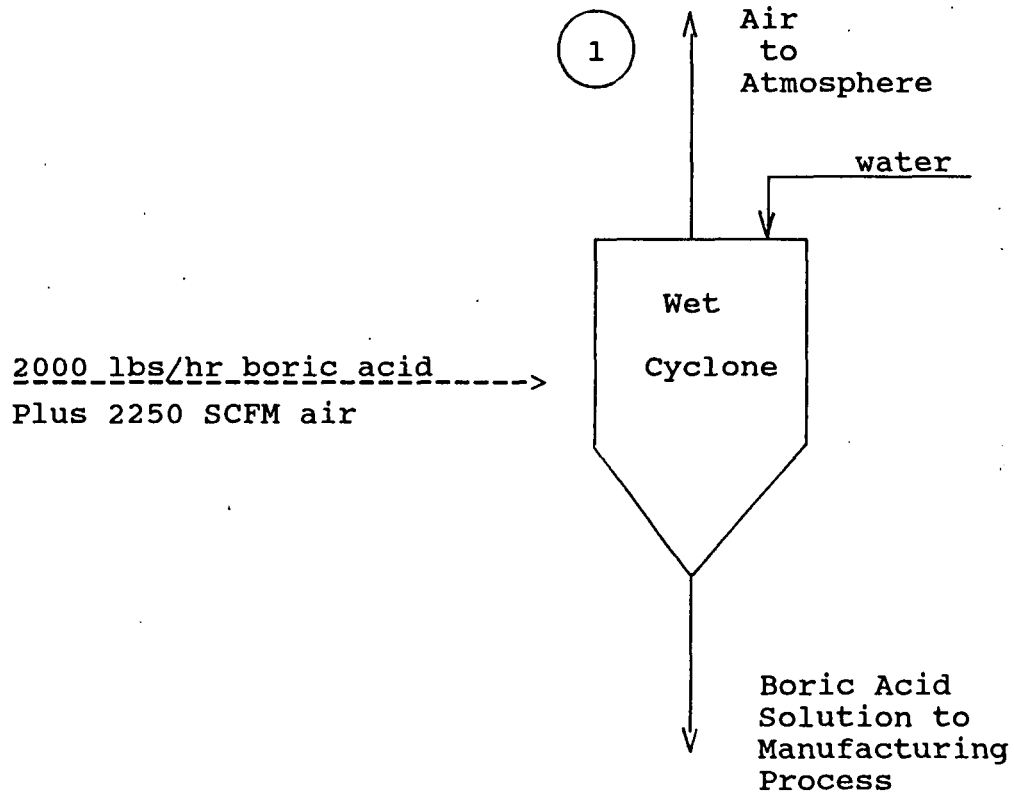 1
Air
to
Atmosphere
water
Wet
Cyclone
2000 lbs/hr boric acid
Plus 2250 SCFM air
Boric Acid
Solution to
Manufacturing
Process